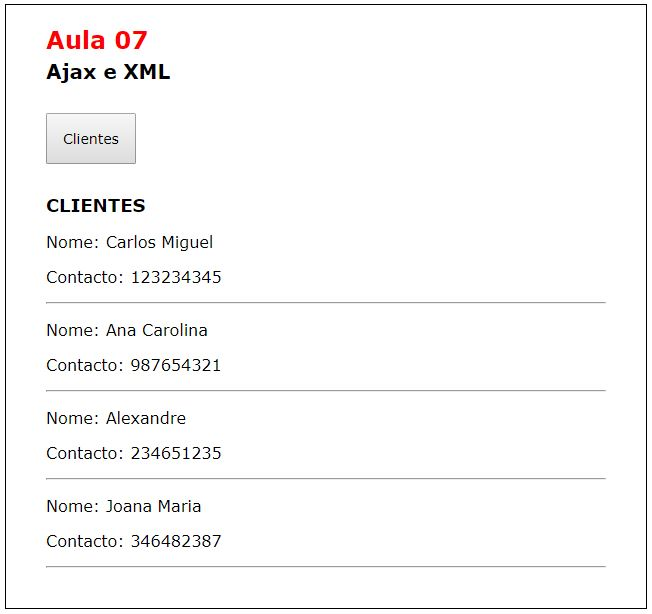 Aula 07
Ajax e XML
Clientes
CLIENTES
Nome: Carlos Miguel
Contacto: 123234345
Nome: Ana Carolina
Contacto: 987654321
Nome: Alexandre
Contacto: 234651235
Nome: Joana Maria
Contacto: 346482387